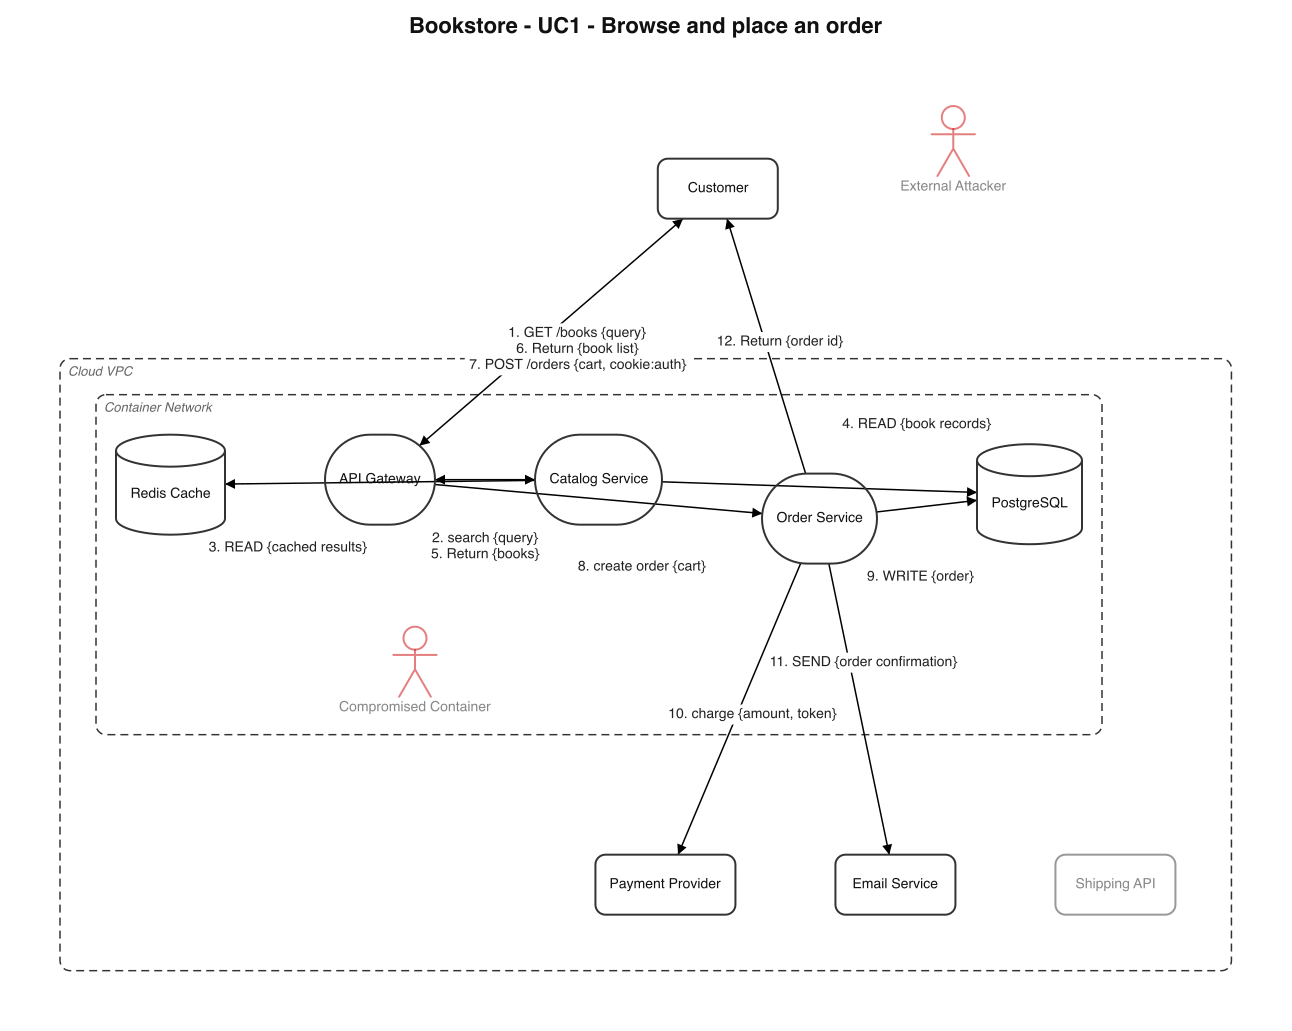 Bookstore - UC1 - Browse and place an order
External Attacker
Customer
1. GET /books {query}
6. Return {book list}
7. POST /orders {cart, cookie:auth}
12. Return {order id}
Cloud VPC
Container Network
4. READ {book records}
Redis Cache
API Gateway
Catalog Service
Order Service
PostgreSQL
3. READ {cached results}
2. search {query}
5. Return {books}
8. create order {cart}
9. WRITE {order}
11. SEND {order confirmation}
Compromised Container
10. charge {amount, token}
Payment Provider
Email Service
Shipping API